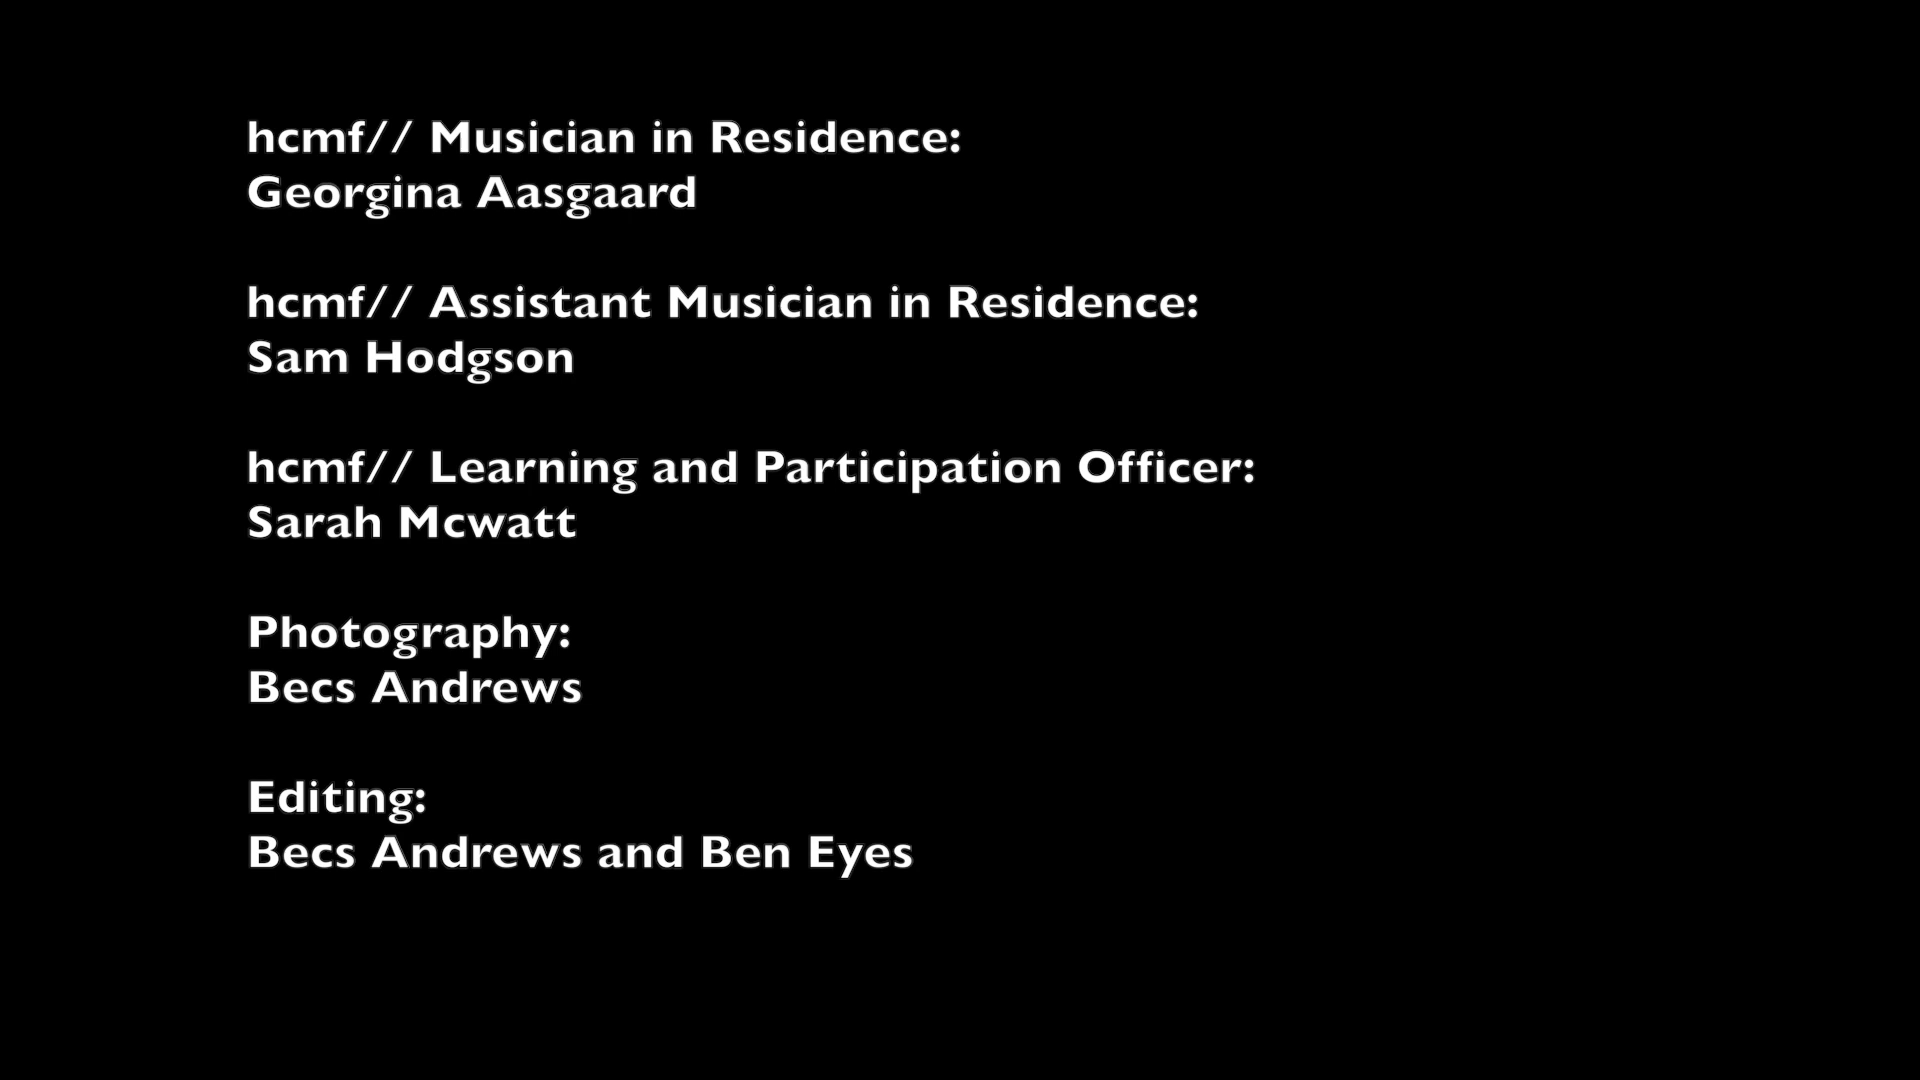 hcmf// Musician in Residence:
Georgina Aasgaard
hcmf// Assistant Musician in Residence:
Sam Hodgson
hcmf// Learning and Participation Officer:
Sarah Mcwatt
Photography:
Becs Andrews
Editing:
Becs Andrews and Ben Eyes